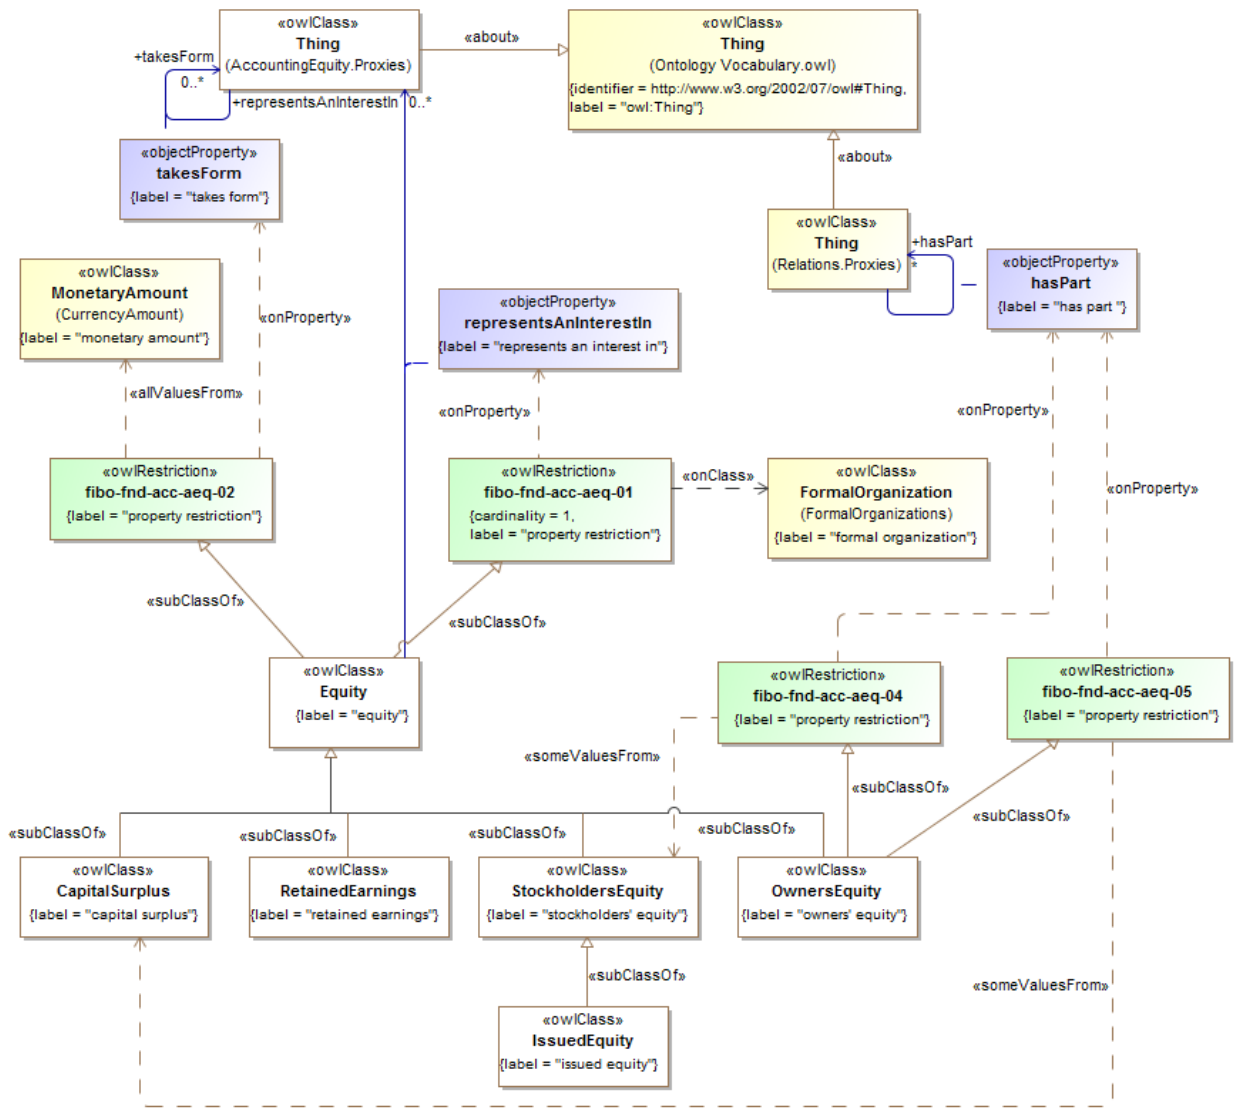 «owlClass»
Thing
(AccountingEquity.Proxies)
«about»
«owlClass»
Thing
(Ontology Vocabulary.owl)
{identifier = http://www.w3.org/2002/07/owl#Thing,
label = "owl:Thing"}
+takesForm
0..*
+representsAnInterestIn
0..*
«objectProperty»
takesForm
{label = "takes form"}
«about»
«owlClass»
Thing
(Relations.Proxies)
+hasPart
*
«objectProperty»
hasPart
{label = "has part "}
«owlClass»
MonetaryAmount
(CurrencyAmount)
{label = "monetary amount"}
«onProperty»
«objectProperty»
representsAnInterestIn
{label = "represents an interest in"}
«allValuesFrom»
«onProperty»
«onProperty»
«owlRestriction»
fibo-fnd-acc-aeq-02
{label = "property restriction"}
«owlRestriction»
fibo-fnd-acc-aeq-01
{cardinality = 1,
label = "property restriction"}
«onClass»
«owlClass»
FormalOrganization
(FormalOrganizations)
{label = "formal organization"}
«onProperty»
«subClassOf»
«subClassOf»
«owlClass»
Equity
{label = "equity"}
«owlRestriction»
fibo-fnd-acc-aeq-04
{label = "property restriction"}
«owlRestriction»
fibo-fnd-acc-aeq-05
{label = "property restriction"}
«someValuesFrom»
«subClassOf»
«subClassOf»
«subClassOf»
«subClassOf»
«subClassOf»
«subClassOf»
«owlClass»
CapitalSurplus
{label = "capital surplus"}
«owlClass»
RetainedEarnings
{label = "retained earnings"}
«owlClass»
StockholdersEquity
{label = "stockholders' equity"}
«owlClass»
OwnersEquity
{label = "owners' equity"}
«subClassOf»
«someValuesFrom»
«owlClass»
IssuedEquity
{label = "issued equity"}